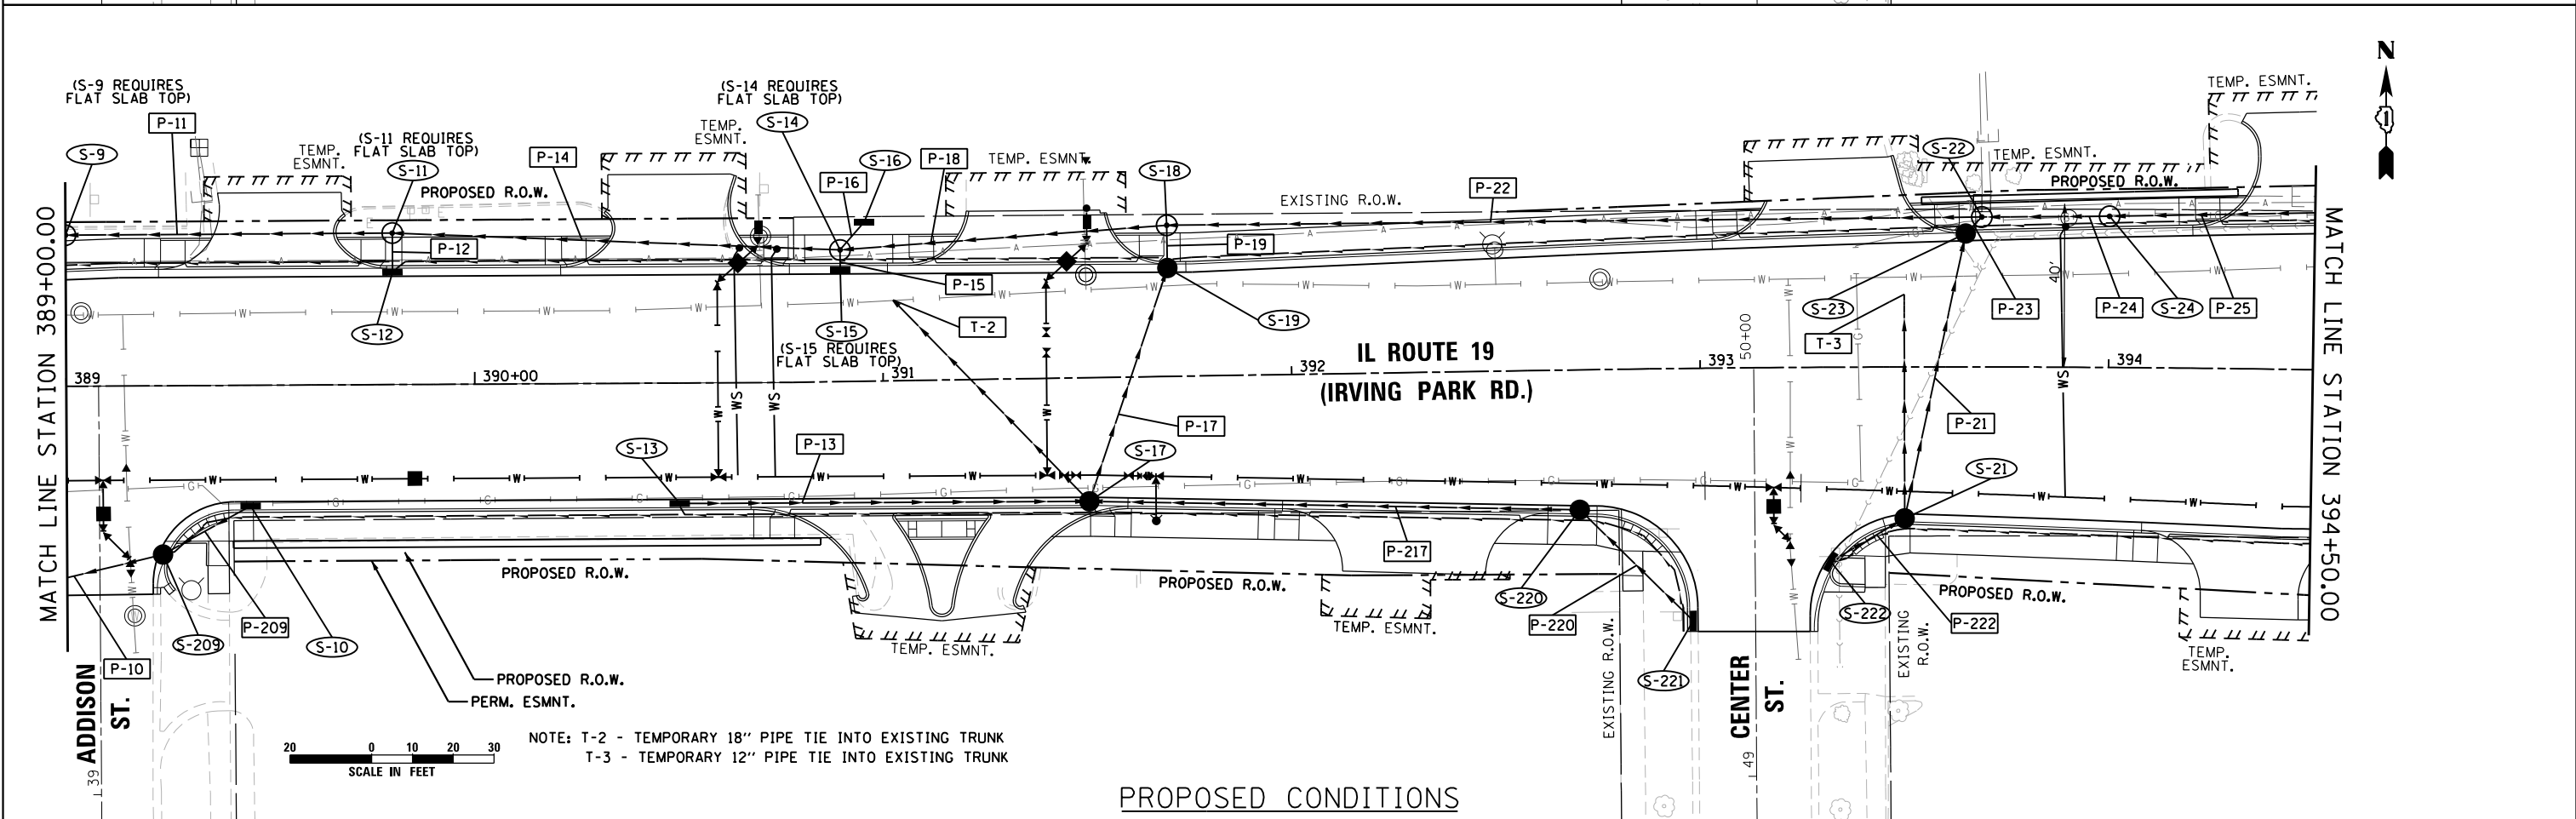 N
1
TEMP. ESMNT.
(S-9 REQUIRES
FLAT SLAB TOP)
P-11
S-9
TEMP.
ESMNT.
(S-11 REQUIRES
FLAT SLAB TOP)
S-11
P-14
PROPOSED R.O.W.
P-12
TEMP.
ESMNT.
(S-14 REQUIRES
FLAT SLAB TOP)
S-14
S-16
P-18
P-16
TEMP. ESMNT.
S-18
EXISTING R.O.W.
P-22
P-19
S-22
TEMP. ESMNT.
PROPOSED R.O.W.
MATCH LINE STATION 389+00.00
S-12
P-15
T-2
S-15
(S-15 REQUIRES
FLAT SLAB TOP)
S-19
S-23
T-3
P-23
40'
P-24
S-24
P-25
MATCH LINE STATION 394+50.00
389
390+00
391
392
393
50+00
394
IL ROUTE 19
(IRVING PARK RD.)
W
WS
WS
W
WS
P-17
P-21
S-13
P-13
S-17
S-21
W W W W W W W W W W W W W
G G G G G G G G
P-217
PROPOSED R.O.W.
PROPOSED R.O.W.
PROPOSED R.O.W.
S-220
P-220
TEMP. ESMNT.
S-222
P-222
EXISTING R.O.W.
EXISTING
R.O.W.
S-209
P-209
S-10
P-10
TEMP. ESMNT.
TEMP.
ESMNT.
S-221
PROPOSED R.O.W.
PERM. ESMNT.
ADDISON
ST.
39
CENTER
ST.
49
20 0 10 20 30
SCALE IN FEET
NOTE: T-2 - TEMPORARY 18" PIPE TIE INTO EXISTING TRUNK
T-3 - TEMPORARY 12" PIPE TIE INTO EXISTING TRUNK
PROPOSED CONDITIONS